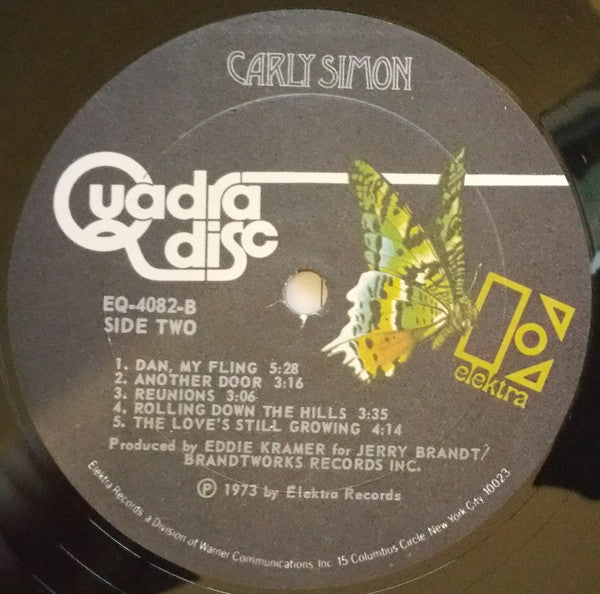 CARLY SIMON
Quadra
disc
EQ-4082-B
SIDE TWO
elektra
1. DAN, MY FLING 5:28
2. ANOTHER DOOR 3:16
3. REUNIONS 3:06
4. ROLLING DOWN THE HILLS 3:35
5. THE LOVE'S STILL GROWING 4:14
Produced by EDDIE KRAMER for JERRY BRANDT/
BRANDTWORKS RECORDS INC.
℗ 1973 by Elektra Records
Elektra Records, a Division of Warner Communications, Inc. 15 Columbus Circle, New York City, 10023